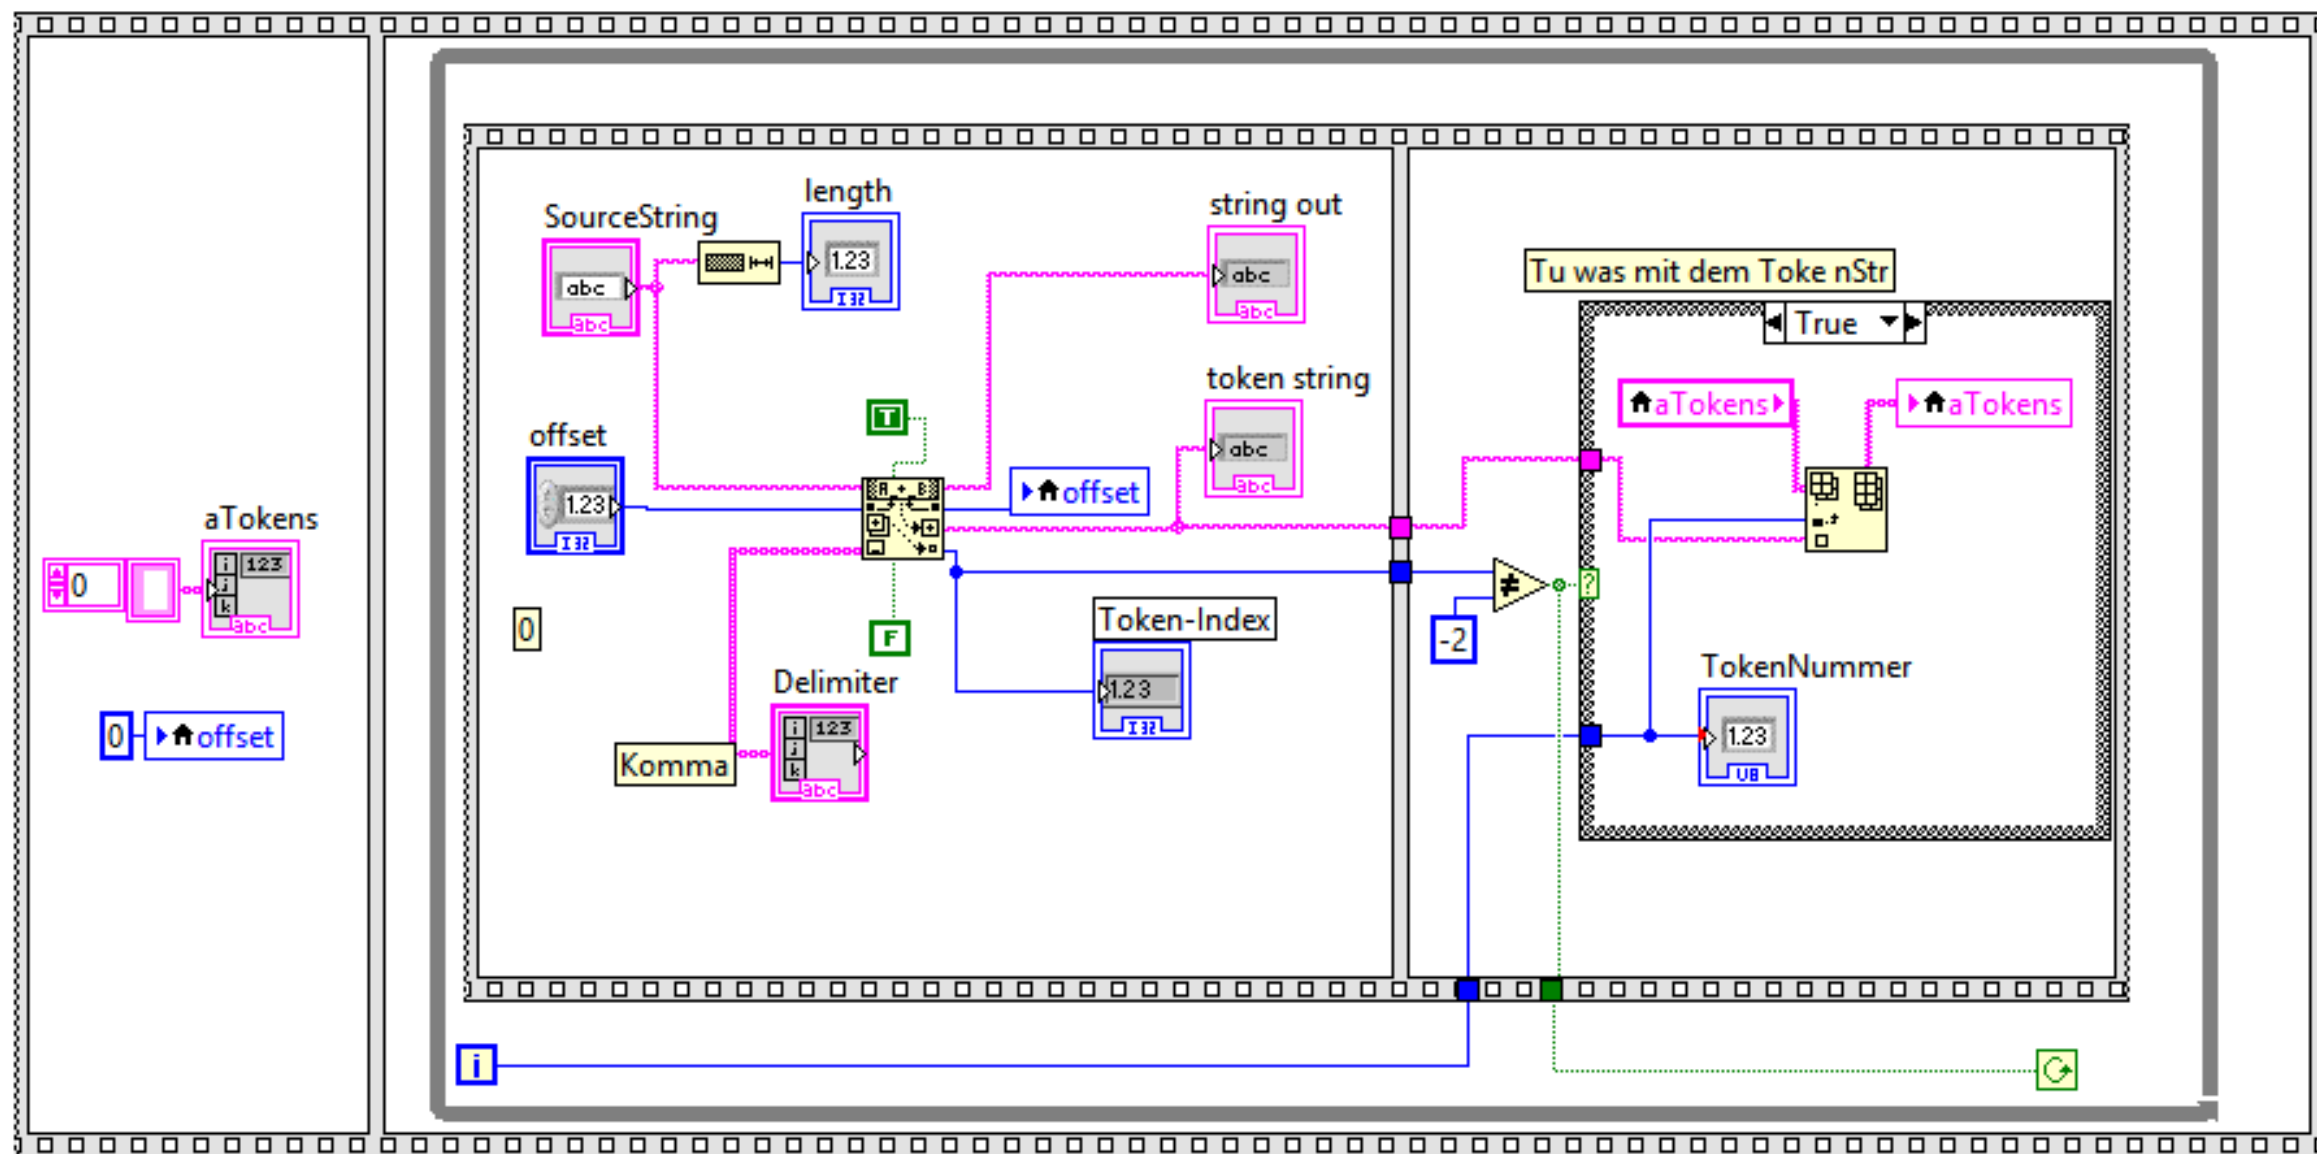 aTokens
0
123
i
j
k
abc
0
offset
SourceString
abc
abc
length
1.23
I32
string out
abc
abc
T
offset
1.23
I32
A + B
offset
token string
abc
abc
0
F
Token-Index
1.23
I32
Delimiter
123
i
j
k
abc
Komma
Tu was mit dem Toke nStr
True
aTokens
aTokens
≠
?
-2
TokenNummer
1.23
U8
i